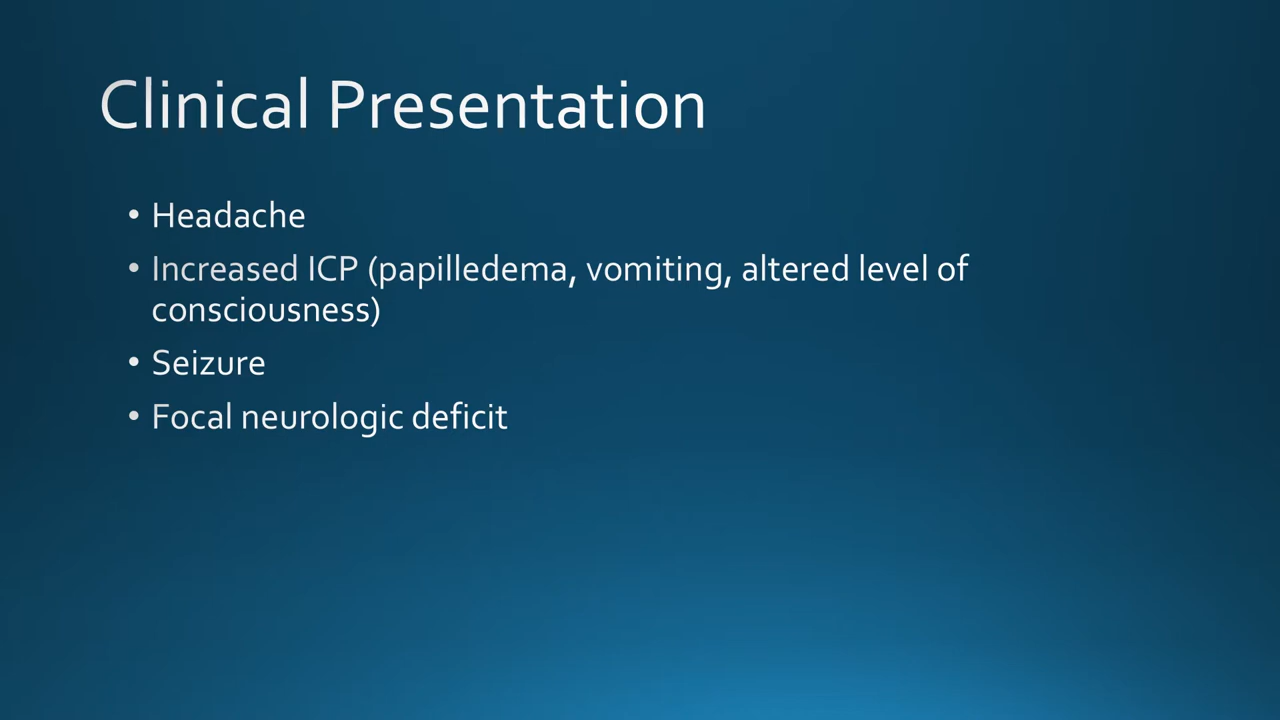 Clinical Presentation
• Headache
• Increased ICP (papilledema, vomiting, altered level of
consciousness)
• Seizure
• Focal neurologic deficit